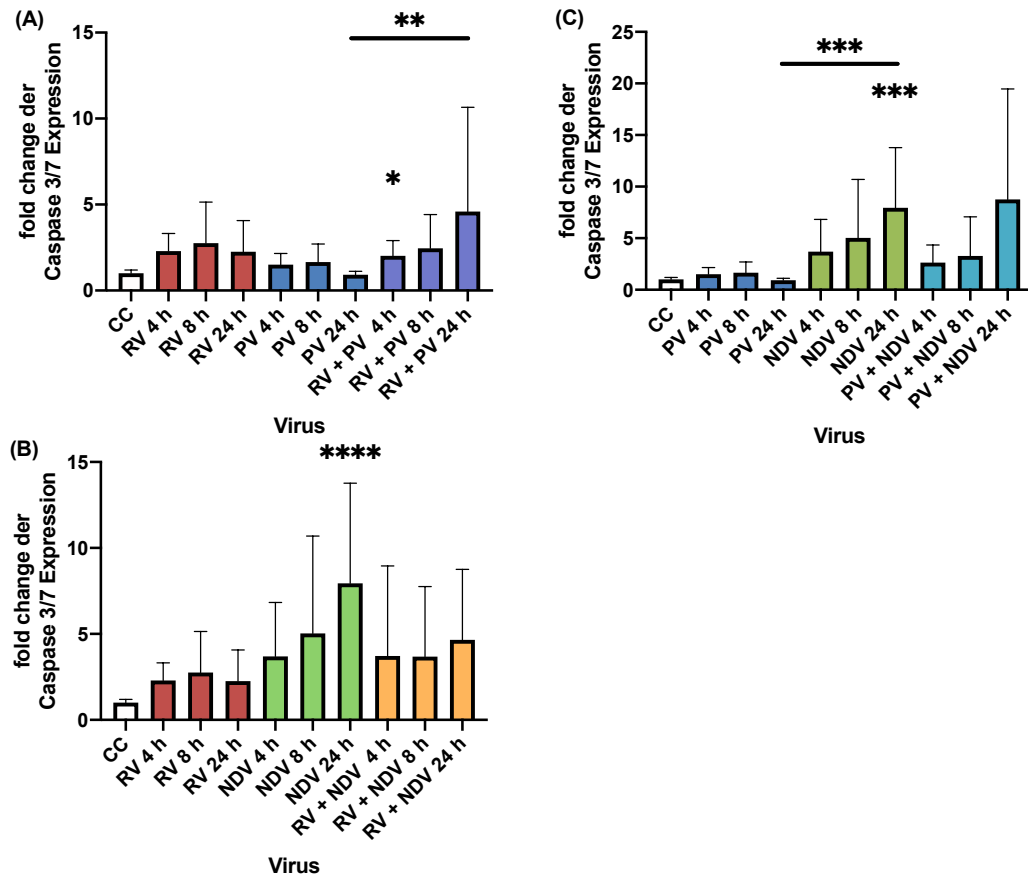 (A)
fold change der
Caspase 3/7 Expression
15
10
5
0
**
*
CC
RV 4 h
RV 8 h
RV 24 h
PV 4 h
PV 8 h
PV 24 h
RV + PV 4 h
RV + PV 8 h
RV + PV 24 h
Virus
(C)
fold change der
Caspase 3/7 Expression
25
20
15
10
5
0
***
***
CC
PV 4 h
PV 8 h
PV 24 h
NDV 4 h
NDV 8 h
NDV 24 h
PV + NDV 4 h
PV + NDV 8 h
PV + NDV 24 h
Virus
(B)
fold change der
Caspase 3/7 Expression
15
10
5
0
****
CC
RV 4 h
RV 8 h
RV 24 h
NDV 4 h
NDV 8 h
NDV 24 h
RV + NDV 4 h
RV + NDV 8 h
RV + NDV 24 h
Virus